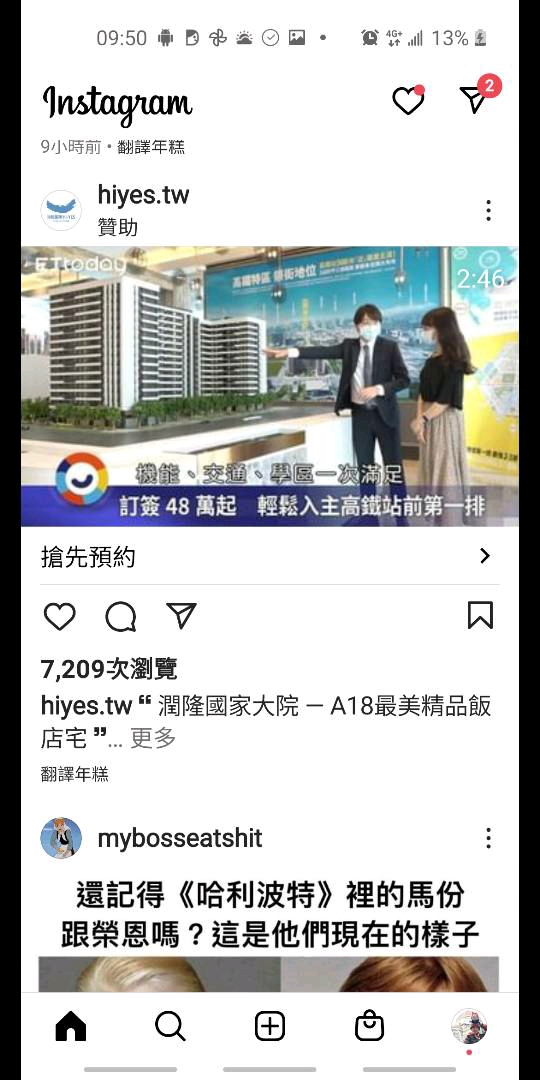 09:50
4G+
13%
Instagram
2
9小時前 • 翻譯年糕
hiyes.tw
贊助
ETtoday
高鐵特區 樂街地位
2:46
機能、交通、學區一次滿足
訂簽 48 萬起 輕鬆入主高鐵站前第一排
搶先預約
7,209次瀏覽
hiyes.tw ❝ 潤隆國家大院 — A18最美精品飯
店宅 ❞... 更多
翻譯年糕
mybosseatshit
還記得《哈利波特》裡的馬份
跟榮恩嗎？這是他們現在的樣子